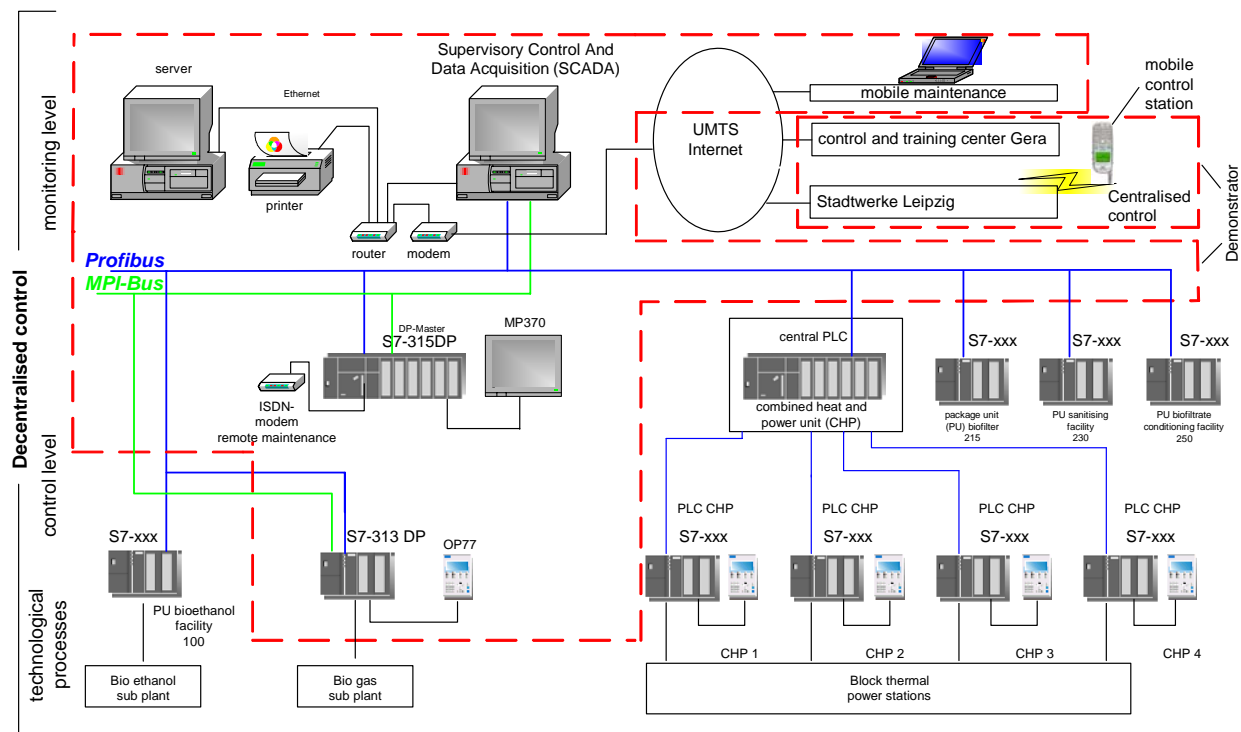 Supervisory Control And
Data Acquisition (SCADA)
server
Ethernet
printer
router
modem
UMTS
Internet
mobile maintenance
control and training center Gera
Stadtwerke Leipzig
mobile
control
station
Centralised
control
Demonstrator
monitoring level
Decentralised control
control level
technological
processes
Profibus
MPI-Bus
DP-Master
S7-315DP
MP370
ISDN-
modem
remote maintenance
central PLC
combined heat and
power unit (CHP)
S7-xxx
package unit
(PU) biofilter
215
S7-xxx
PU sanitising
facility
230
S7-xxx
PU biofiltrate
conditioning facility
250
S7-xxx
PU bioethanol
facility
100
Bio ethanol
sub plant
S7-313 DP
OP77
Bio gas
sub plant
PLC CHP
S7-xxx
CHP 1
PLC CHP
S7-xxx
CHP 2
PLC CHP
S7-xxx
CHP 3
PLC CHP
S7-xxx
CHP 4
Block thermal
power stations